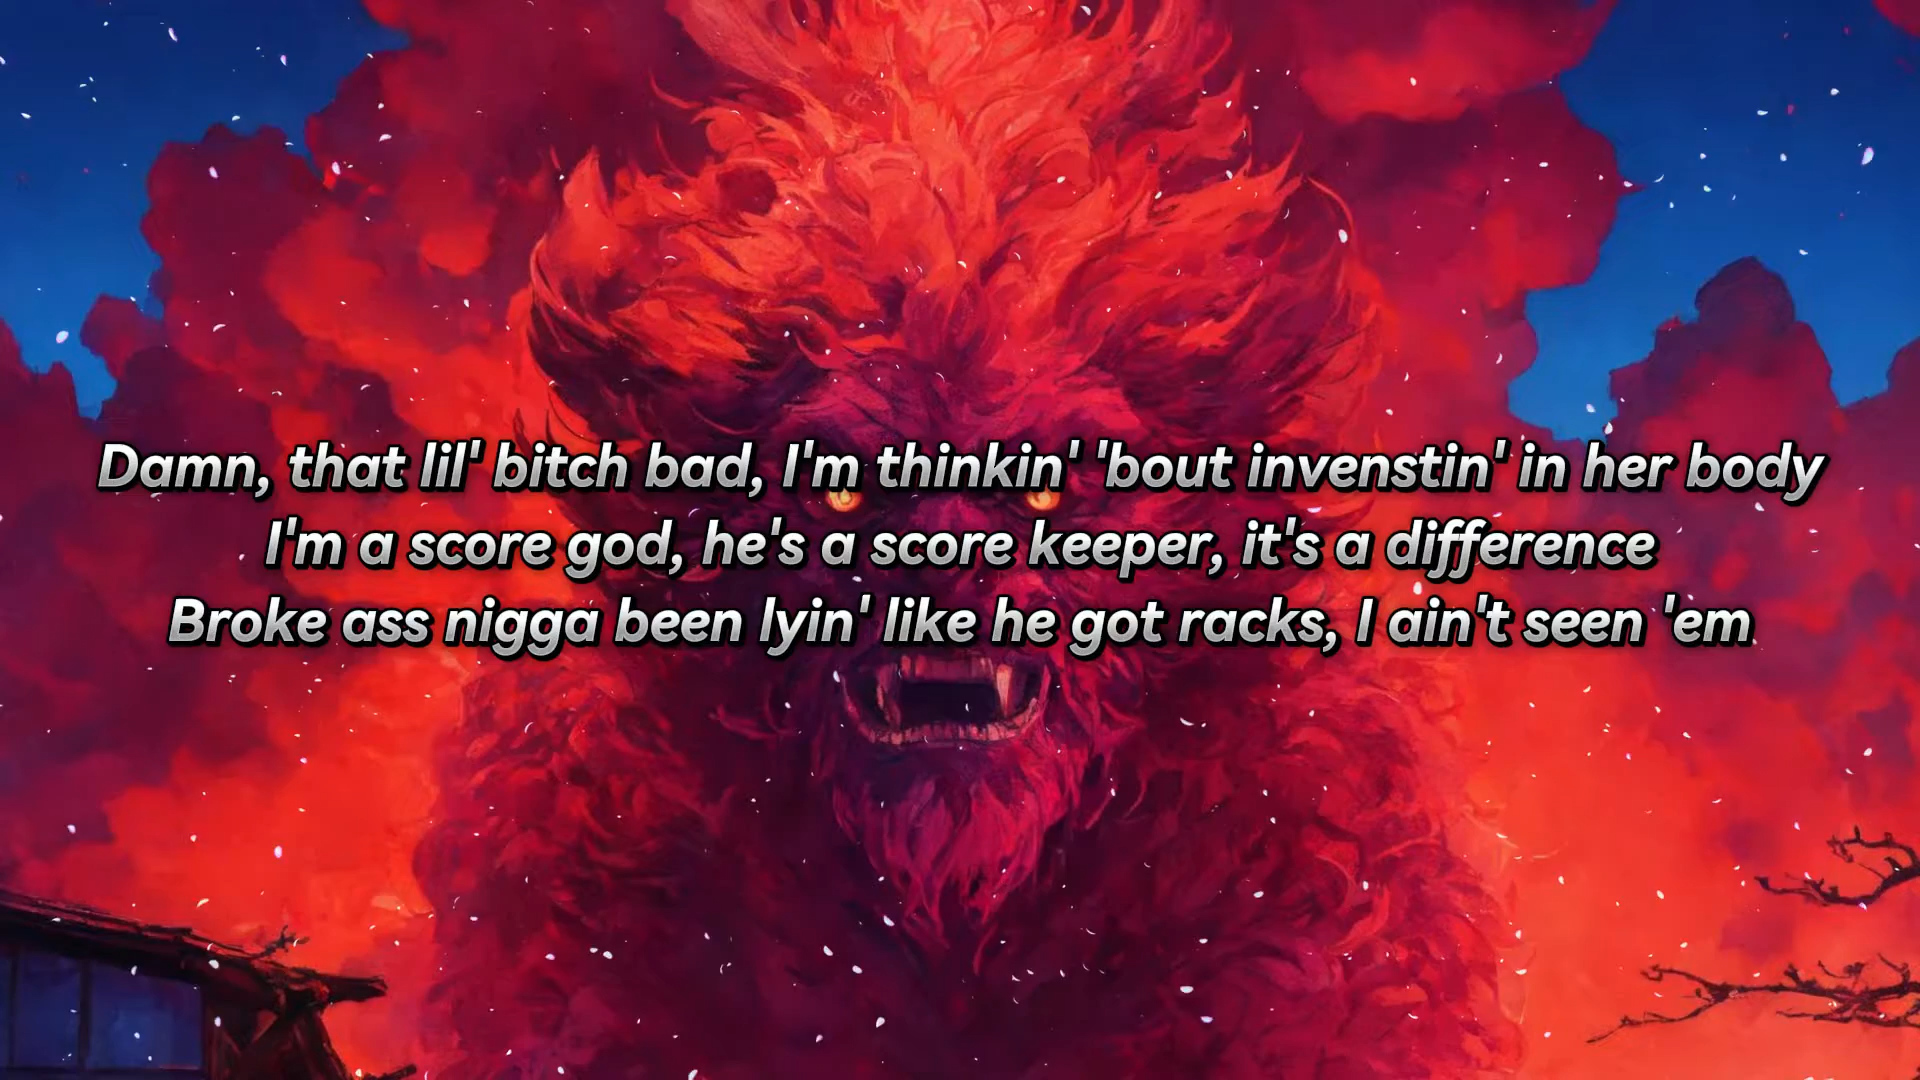 Damn, that lil' bitch bad, I'm thinkin' 'bout invenstin' in her body
I'm a score god, he's a score keeper, it's a difference
Broke ass nigga been lyin' like he got racks, I ain't seen 'em